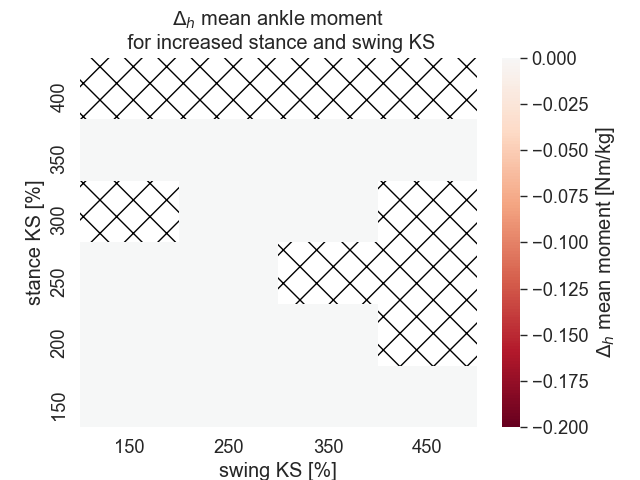 Δh mean ankle moment
for increased stance and swing KS
stance KS [%]
400
350
300
250
200
150
150 250 350 450
swing KS [%]
0.000
−0.025
−0.050
−0.075
−0.100
−0.125
−0.150
−0.175
−0.200
Δh mean moment [Nm/kg]